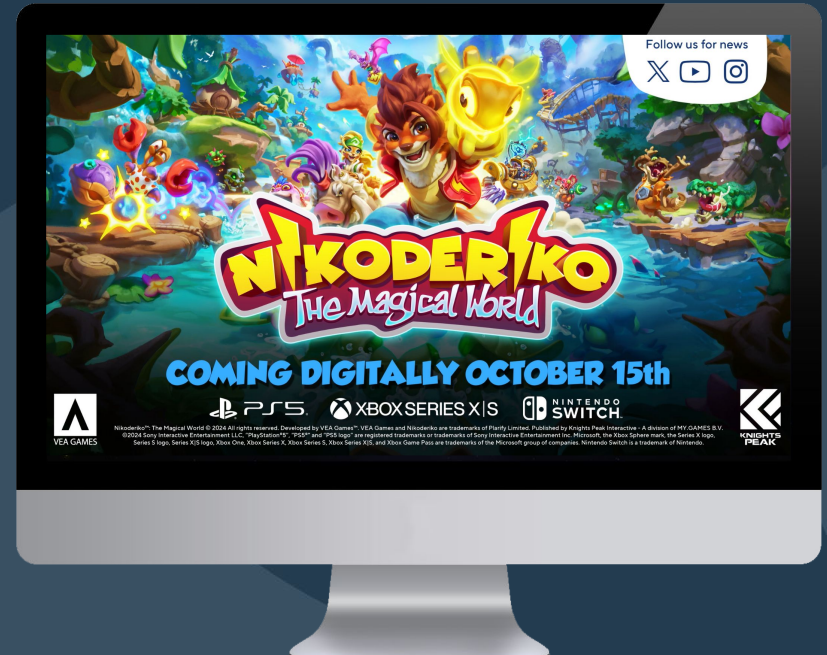 Follow us for news
NIKODERIKO
The Magical World
COMING DIGITALLY OCTOBER 15th
PS5 XBOX SERIES X|S NINTENDO SWITCH™
VEA GAMES
KNIGHTS PEAK
Nikoderiko™: The Magical World © 2024 All rights reserved. Developed by VEA Games™. VEA Games and Nikoderiko are trademarks of Plarify Limited. Published by Knights Peak Interactive - A division of MY.GAMES B.V.
©2024 Sony Interactive Entertainment LLC, "PlayStation®5", "PS5®" and "PS5 logo" are registered trademarks or trademarks of Sony Interactive Entertainment Inc. Microsoft, the Xbox Sphere mark, the Series X logo,
Series S logo, Series X|S logo, Xbox One, Xbox Series X, Xbox Series S, Xbox Series X|S, and Xbox Game Pass are trademarks of the Microsoft group of companies. Nintendo Switch is a trademark of Nintendo.